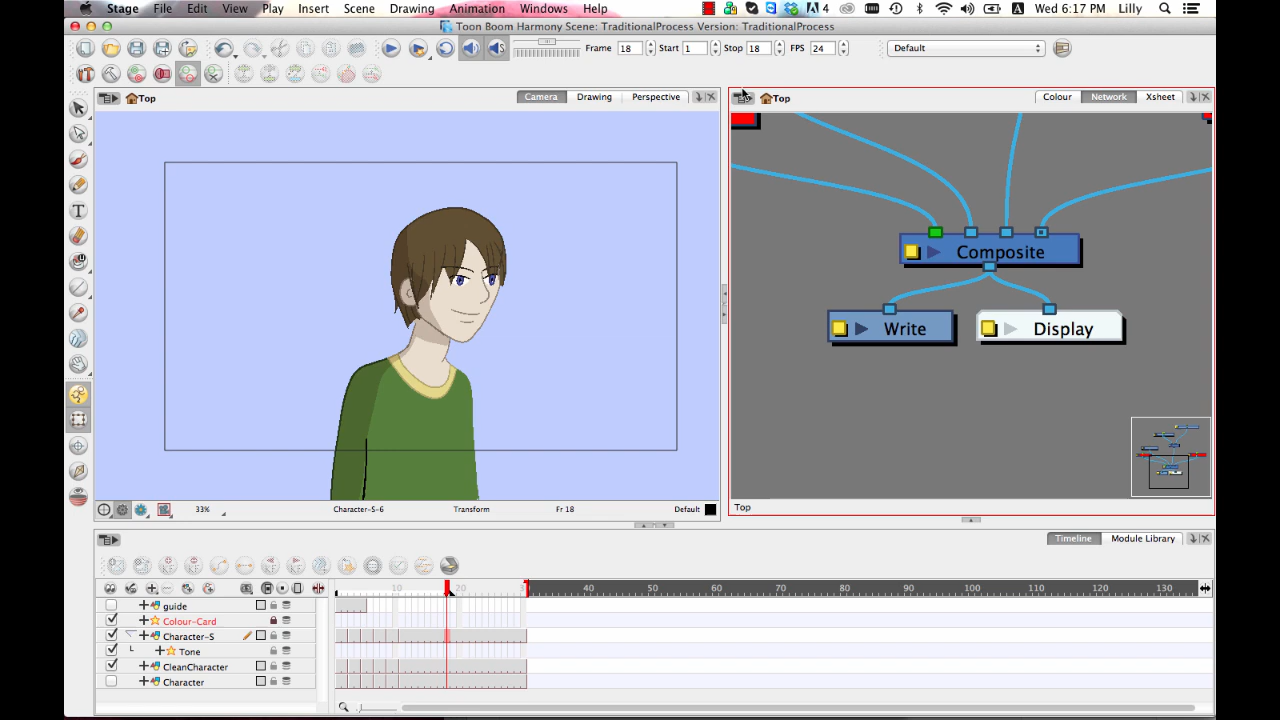 Stage File Edit View Play Insert Scene Drawing Animation Windows Help 4 Wed 6:17 PM Lilly
Toon Boom Harmony Scene: TraditionalProcess Version: TraditionalProcess
Frame 18 Start 1 Stop 18 FPS 24 Default
Top Camera Drawing Perspective
Top Colour Network Xsheet
Composite
Write Display
33% Character-S-6 Transform Fr 18 Default
Top
Timeline Module Library
10 20 40 50 60 70 80 90 100 110 120 130
guide
Colour-Card
Character-S
Tone
CleanCharacter
Character